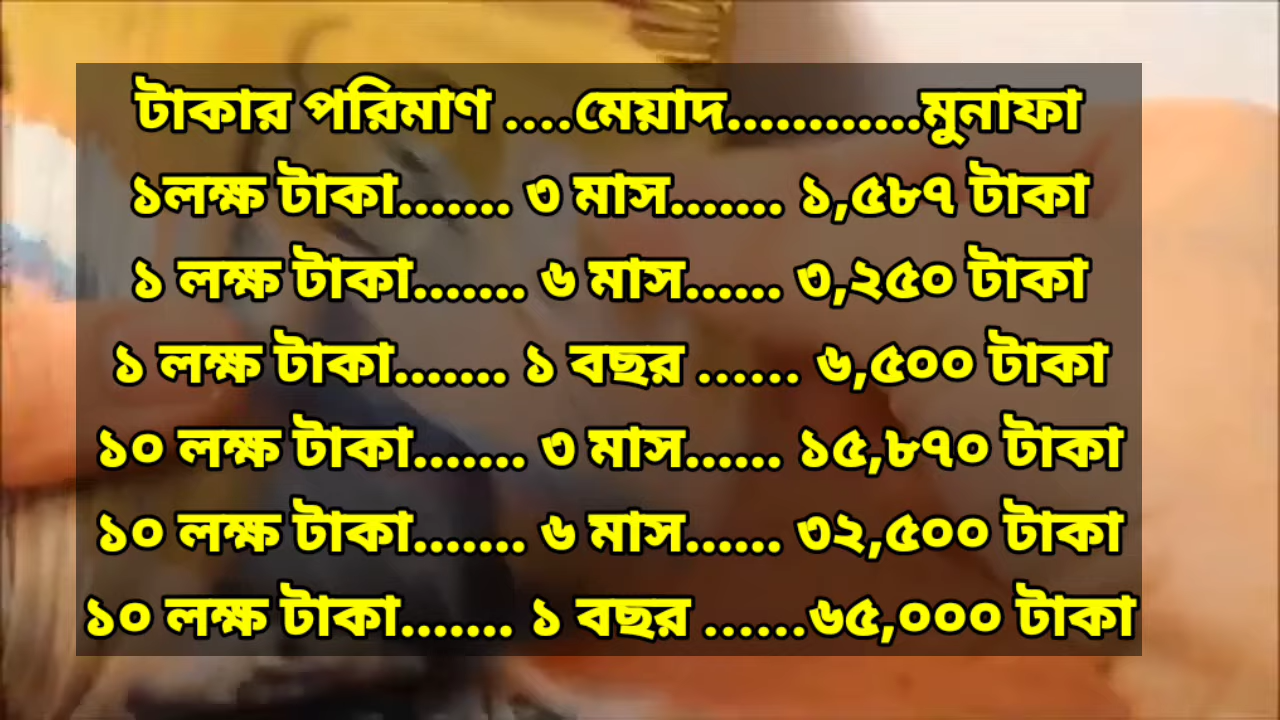 টাকার পরিমাণ ....মেয়াদ............মুনাফা
১লক্ষ টাকা....... ৩ মাস....... ১,৫৮৭ টাকা
১ লক্ষ টাকা....... ৬ মাস...... ৩,২৫০ টাকা
১ লক্ষ টাকা....... ১ বছর ...... ৬,৫০০ টাকা
১০ লক্ষ টাকা....... ৩ মাস...... ১৫,৮৭০ টাকা
১০ লক্ষ টাকা....... ৬ মাস...... ৩২,৫০০ টাকা
১০ লক্ষ টাকা....... ১ বছর ......৬৫,০০০ টাকা